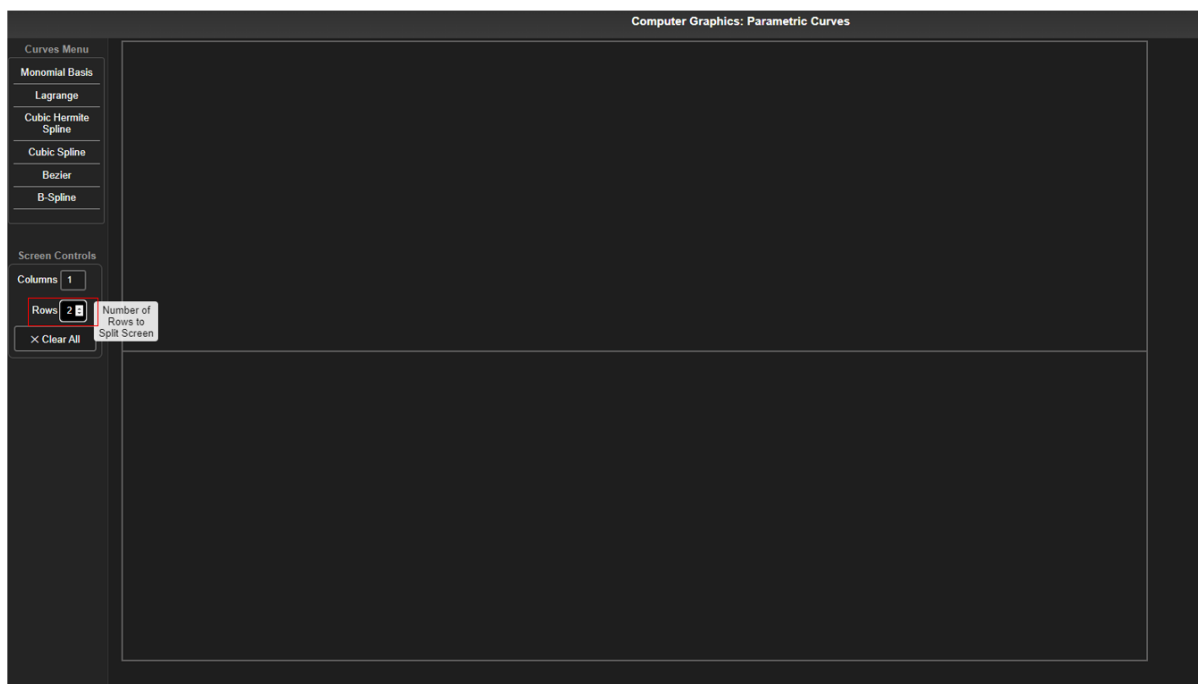 Computer Graphics: Parametric Curves
Curves Menu
Monomial Basis
Lagrange
Cubic Hermite
Spline
Cubic Spline
Bezier
B-Spline
Screen Controls
Columns 1
Rows 2
Number of
Rows to
Split Screen
× Clear All